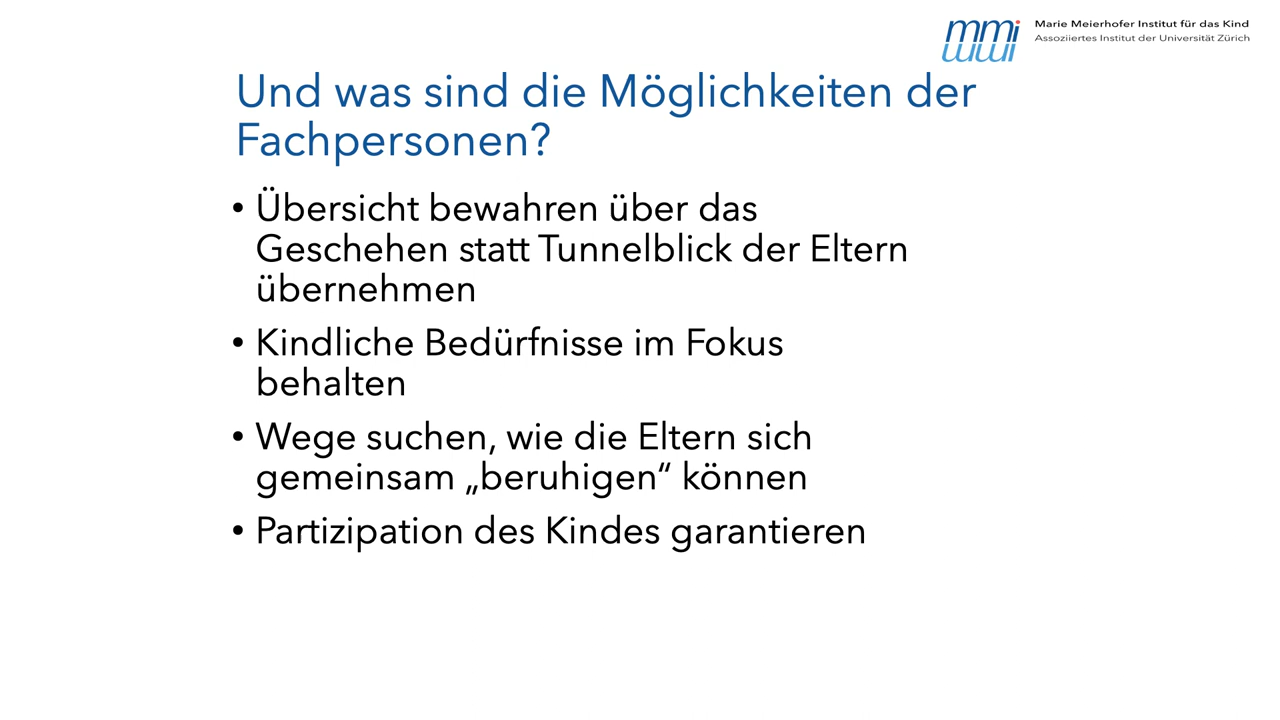 mmi
Marie Meierhofer Institut für das Kind
Assoziiertes Institut der Universität Zürich
Und was sind die Möglichkeiten der
Fachpersonen?
• Übersicht bewahren über das
Geschehen statt Tunnelblick der Eltern
übernehmen
• Kindliche Bedürfnisse im Fokus
behalten
• Wege suchen, wie die Eltern sich
gemeinsam „beruhigen“ können
• Partizipation des Kindes garantieren